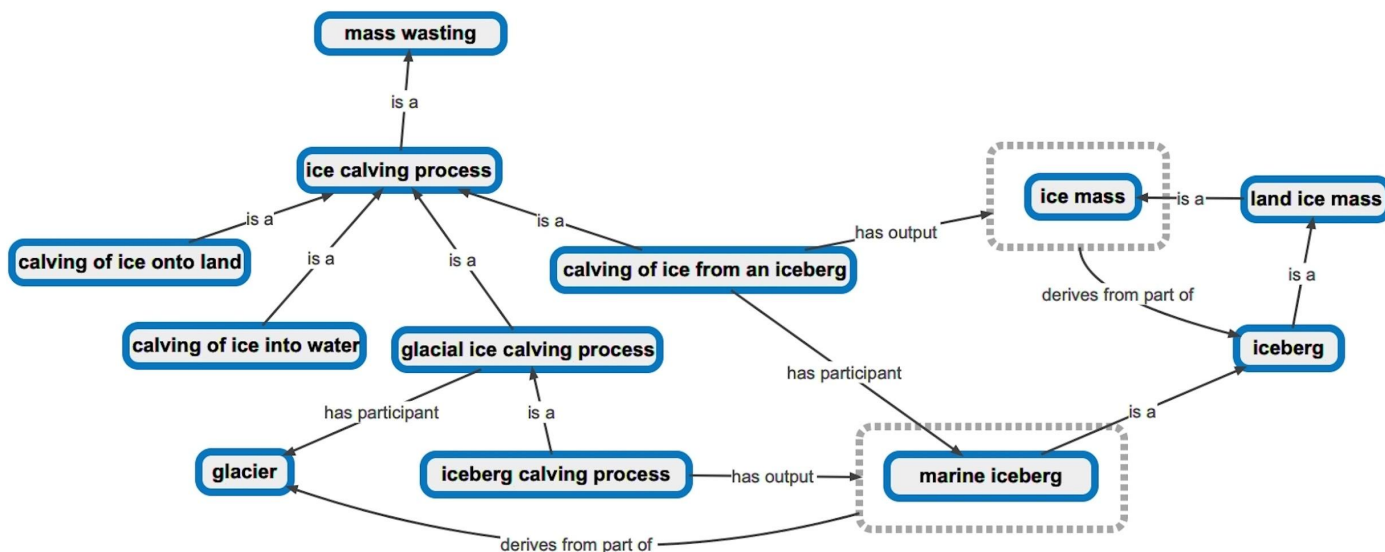 mass wasting
is a
ice calving process
ice mass
is a
land ice mass
is a
is a
has output
calving of ice onto land
is a
is a
calving of ice from an iceberg
is a
derives from part of
calving of ice into water
glacial ice calving process
iceberg
has participant
has participant
is a
is a
glacier
iceberg calving process
has output
marine iceberg
derives from part of